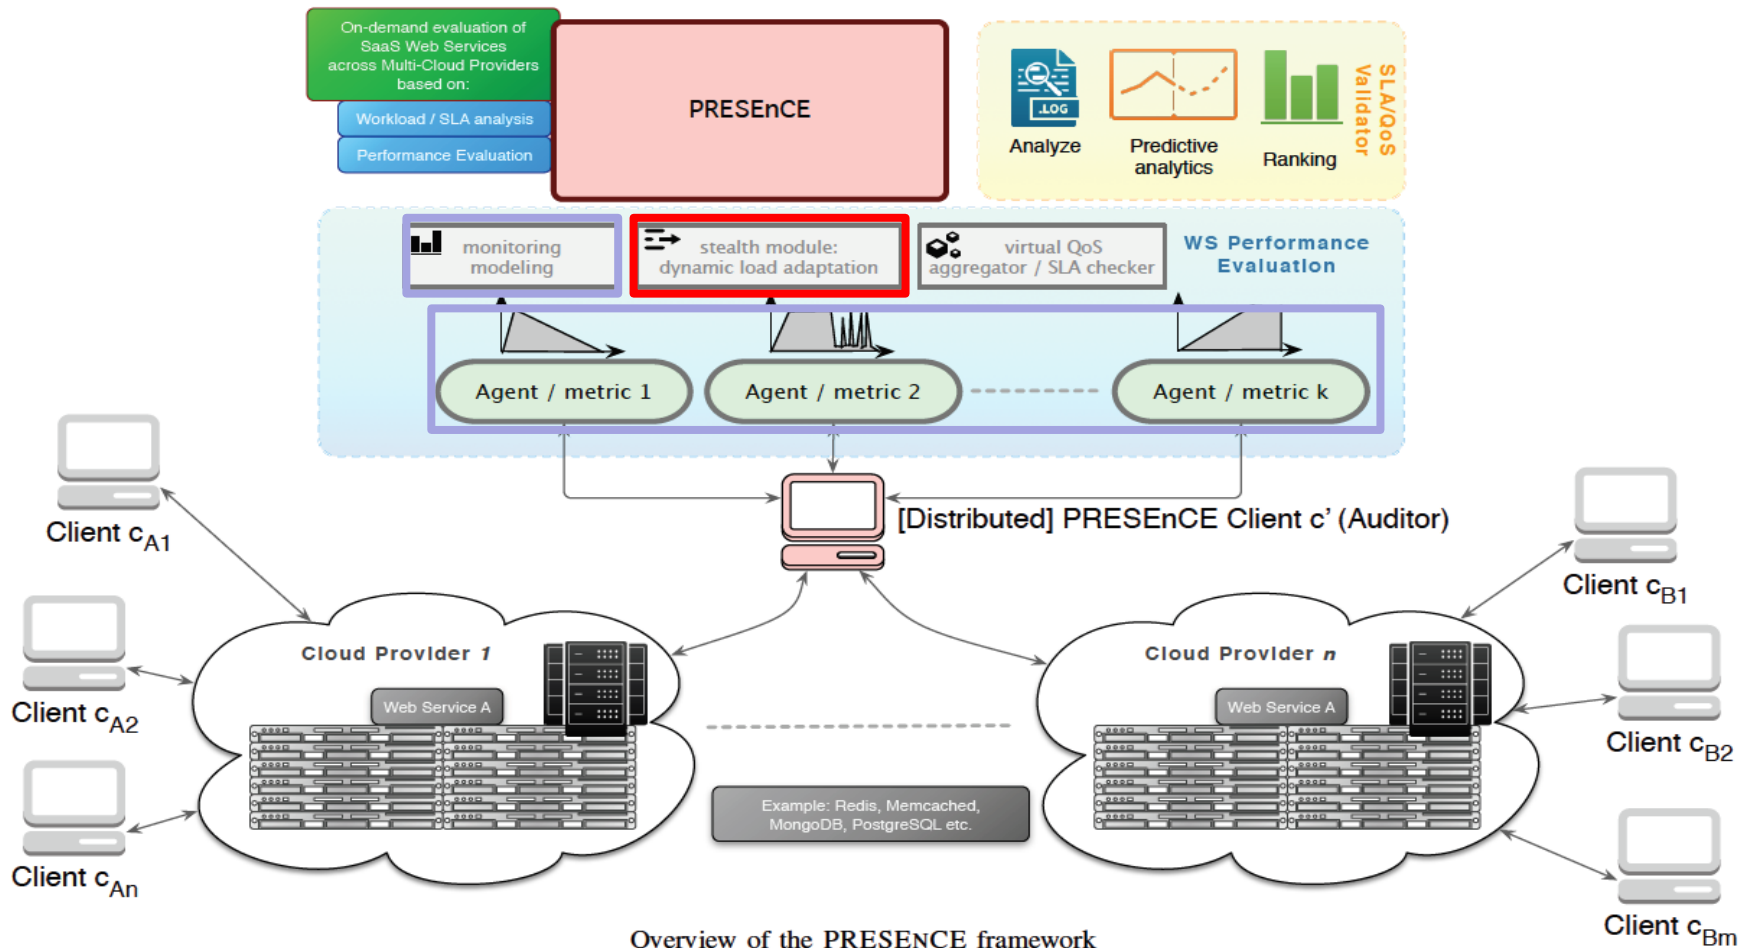 On-demand evaluation of
SaaS Web Services
across Multi-Cloud Providers
based on:
Workload / SLA analysis
Performance Evaluation
PRESEnCE
.LOG
Analyze
Predictive
analytics
Ranking
SLA/QoS
Validator
monitoring
modeling
stealth module:
dynamic load adaptation
virtual QoS
aggregator / SLA checker
WS Performance
Evaluation
Agent / metric 1
Agent / metric 2
Agent / metric k
[Distributed] PRESEnCE Client c' (Auditor)
Client cA1
Client cA2
Client cAn
Cloud Provider 1
Web Service A
Example: Redis, Memcached,
MongoDB, PostgreSQL etc.
Cloud Provider n
Web Service A
Client cB1
Client cB2
Client cBm
Overview of the PRESENCE framework